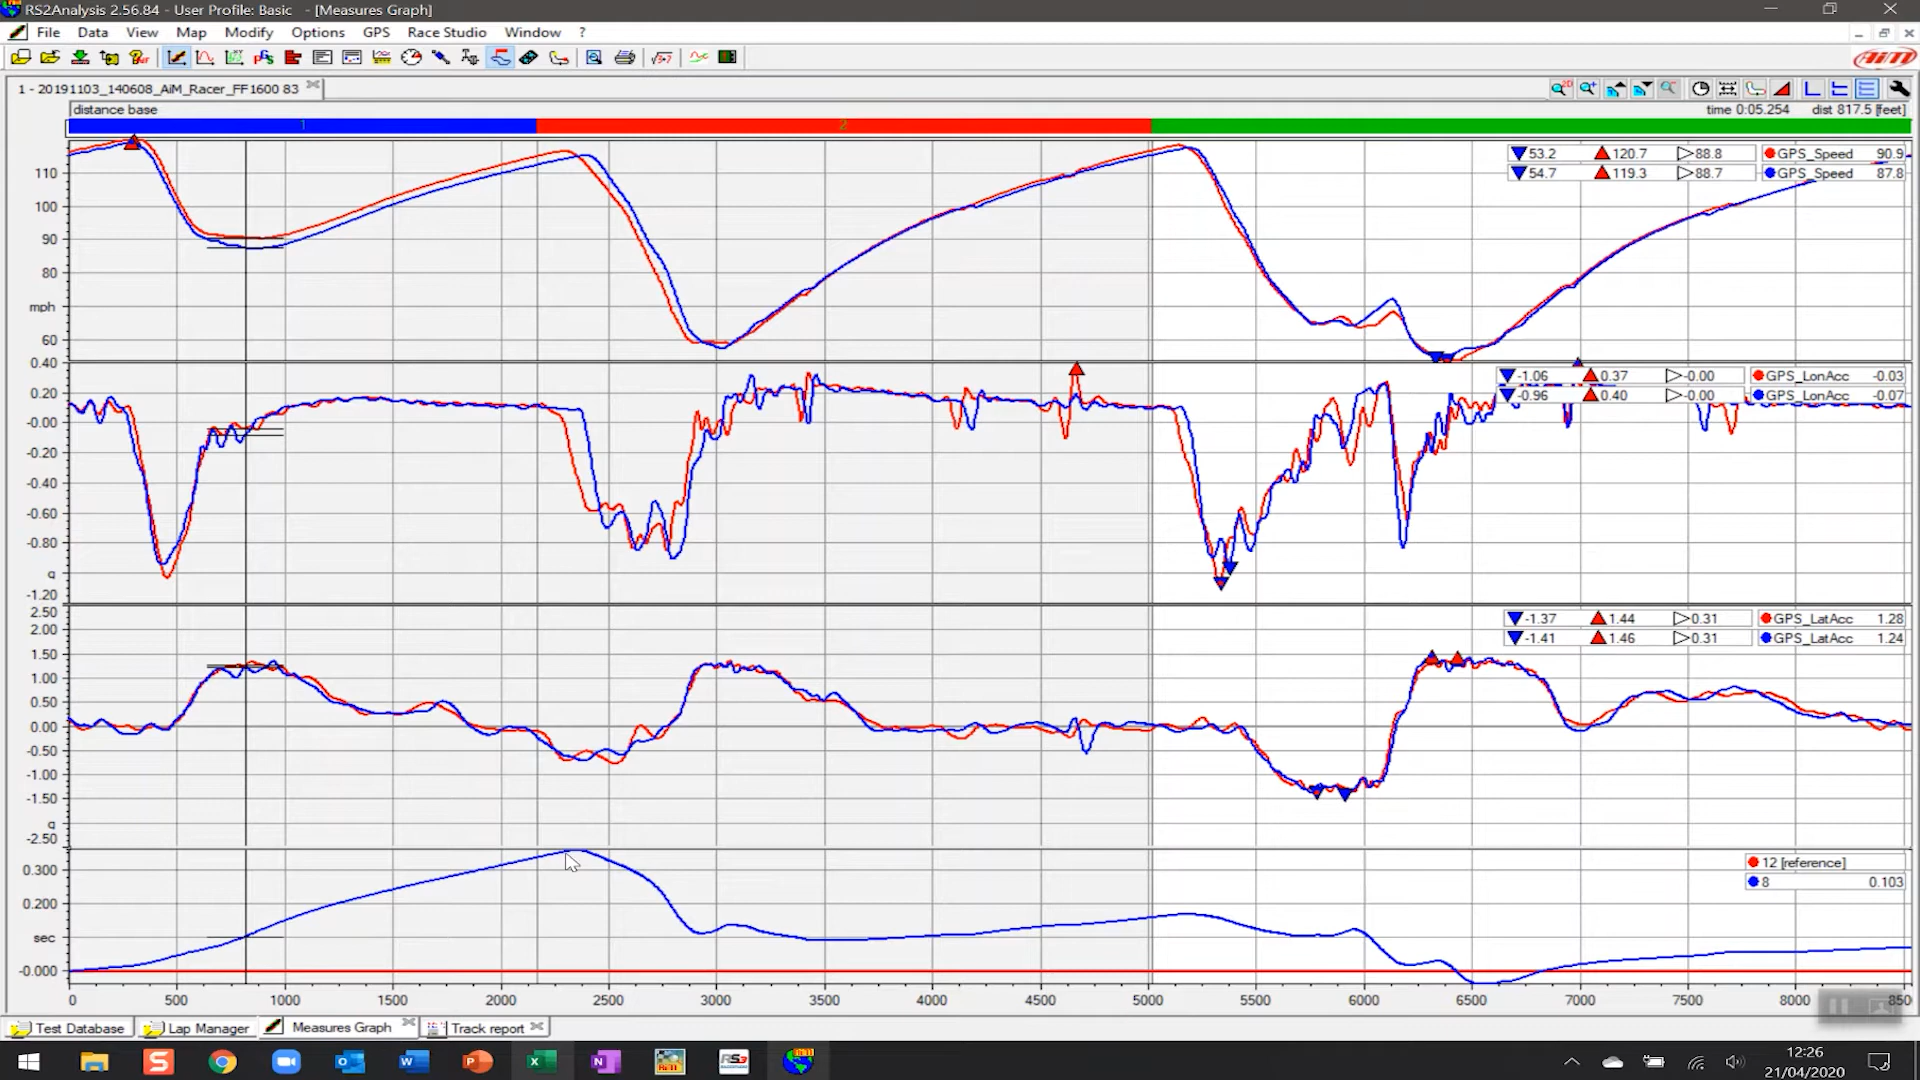 RS2Analysis 2.56.84 - User Profile: Basic - [Measures Graph]
File Data View Map Modify Options GPS Race Studio Window ?
AiM
1 - 20191103_140608_AiM_Racer_FF1600 83
distance base
time 0:05.254 dist 817.5 [feet]
1 2
53.2 120.7 88.8 GPS_Speed 90.9
54.7 119.3 88.7 GPS_Speed 87.8
110
100
90
80
mph
60
0.40
-1.06 0.37 -0.00 GPS_LonAcc -0.03
-0.96 0.40 -0.00 GPS_LonAcc -0.07
0.20
-0.00
-0.20
-0.40
-0.60
-0.80
g
-1.20
2.50
-1.37 1.44 0.31 GPS_LatAcc 1.28
-1.41 1.46 0.31 GPS_LatAcc 1.24
2.00
1.50
1.00
0.50
0.00
-0.50
-1.00
-1.50
g
-2.50
12 [reference]
8 0.103
0.300
0.200
sec
-0.000
0 500 1000 1500 2000 2500 3000 3500 4000 4500 5000 5500 6000 6500 7000 7500 8000 8500
Test Database Lap Manager Measures Graph Track report
12:26
21/04/2020